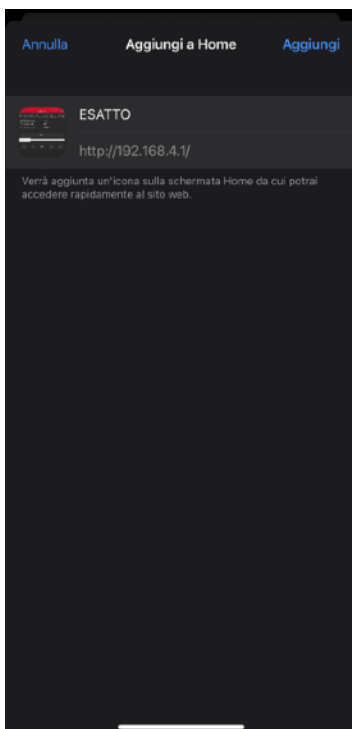 Annulla Aggiungi a Home Aggiungi
ESATTO
http://192.168.4.1/
Verrà aggiunta un'icona sulla schermata Home da cui potrai
accedere rapidamente al sito web.